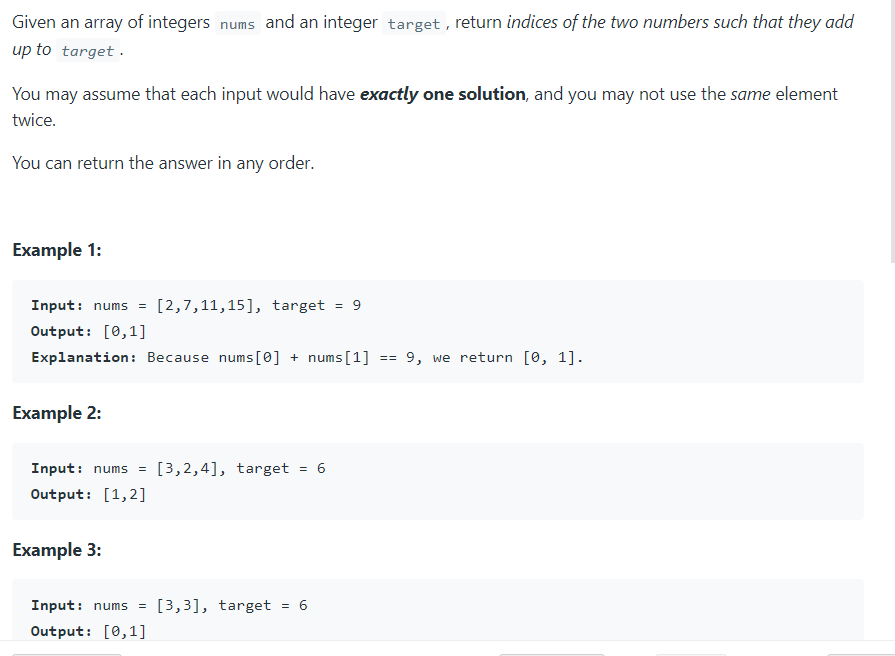 Given an array of integers nums and an integer target, return indices of the two numbers such that they add
up to target.
You may assume that each input would have exactly one solution, and you may not use the same element
twice.
You can return the answer in any order.
Example 1:
Input: nums = [2,7,11,15], target = 9
Output: [0,1]
Explanation: Because nums[0] + nums[1] == 9, we return [0, 1].
Example 2:
Input: nums = [3,2,4], target = 6
Output: [1,2]
Example 3:
Input: nums = [3,3], target = 6
Output: [0,1]